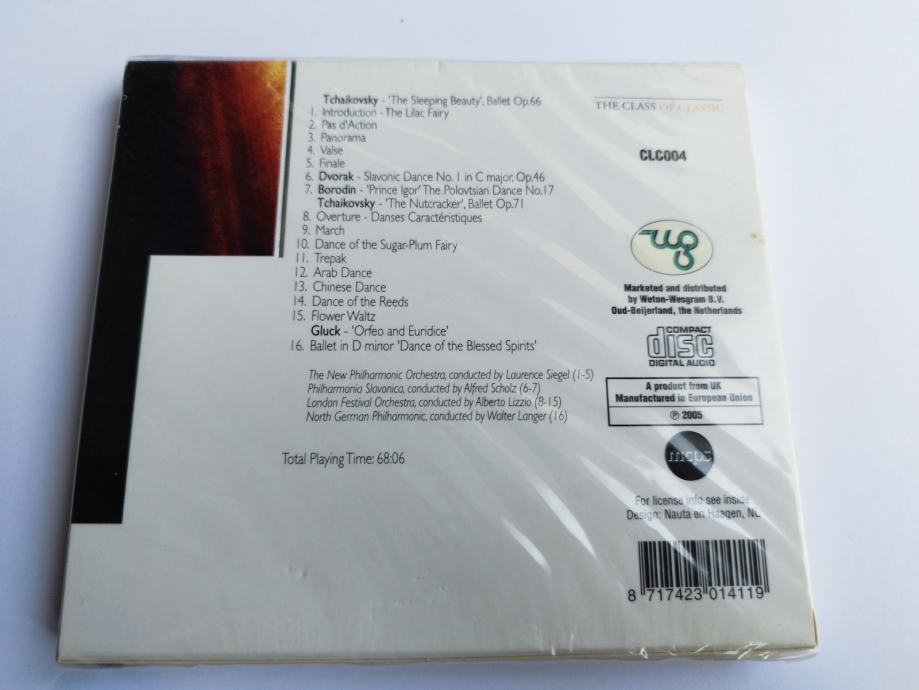 Tchaikovsky - 'The Sleeping Beauty', Ballet Op.66
1. Introduction - The Lilac Fairy
2. Pas d'Action
3. Panorama
4. Valse
5. Finale
6. Dvorak - Slavonic Dance No. 1 in C major, Op.46
7. Borodin - 'Prince Igor' The Polovtsian Dance No.17
Tchaikovsky - 'The Nutcracker', Ballet Op.71
8. Overture - Danses Caractéristiques
9. March
10. Dance of the Sugar-Plum Fairy
11. Trepak
12. Arab Dance
13. Chinese Dance
14. Dance of the Reeds
15. Flower Waltz
Gluck - 'Orfeo and Euridice'
16. Ballet in D minor 'Dance of the Blessed Spirits'
The New Philharmonic Orchestra, conducted by Laurence Siegel (1-5)
Philharmonia Slavonica, conducted by Alfred Scholz (6-7)
London Festival Orchestra, conducted by Alberto Lizzio (8-15)
North German Philharmonic, conducted by Walter Langer (16)
Total Playing Time: 68:06
THE CLASS OF CLASSIC
CLC004
wg
Marketed and distributed
by Weton-Wesgram B.V.
Oud-Beijerland, the Netherlands
COMPACT
disc
DIGITAL AUDIO
A product from UK
Manufactured in European Union
℗ 2005
mcps
For license info see inside
Design: Nauta en Haagen, NL
8 717423 014119